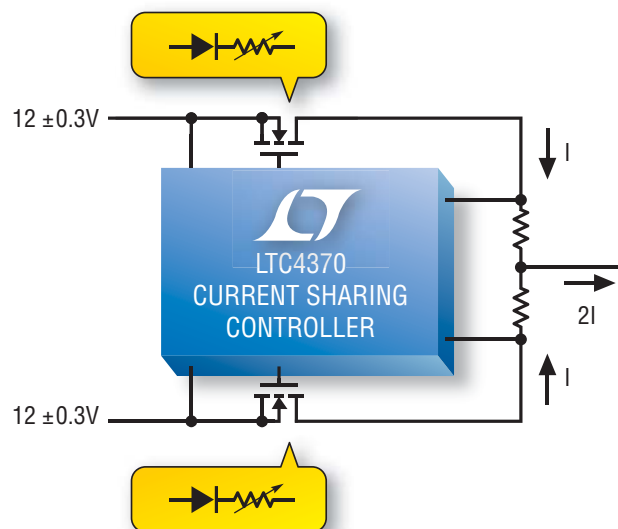 12 ±0.3V
I
LTC4370
CURRENT SHARING
CONTROLLER
2I
I
12 ±0.3V